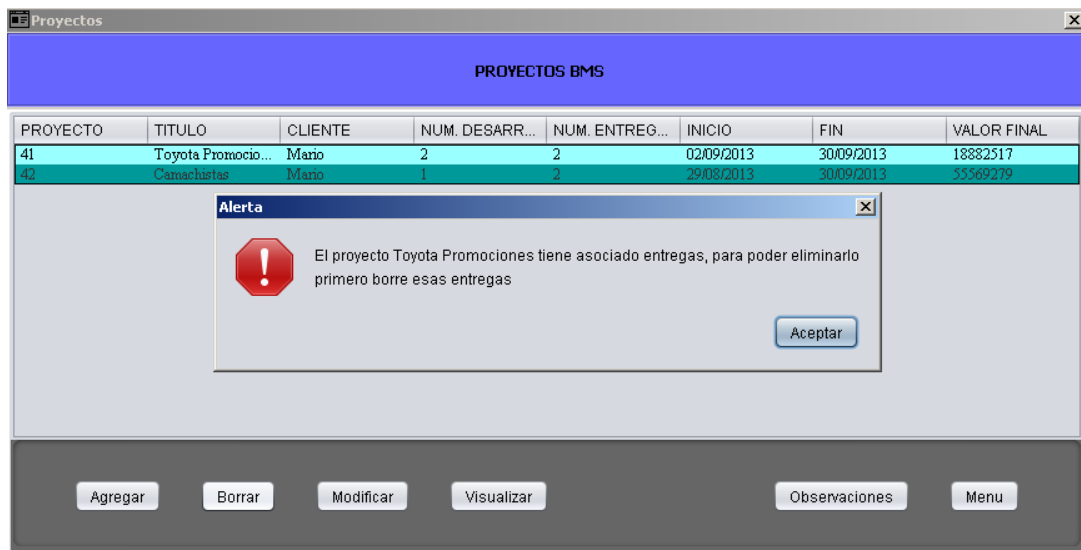 Proyectos
PROYECTOS BMS
PROYECTO TITULO CLIENTE NUM. DESARR... NUM. ENTREG... INICIO FIN VALOR FINAL
41 Toyota Promocio... Mario 2 2 02/09/2013 30/09/2013 18882517
42 Camachistas Mario 1 2 29/08/2013 30/09/2013 55569279
Alerta
El proyecto Toyota Promociones tiene asociado entregas, para poder eliminarlo
primero borre esas entregas
Aceptar
Agregar Borrar Modificar Visualizar Observaciones Menu